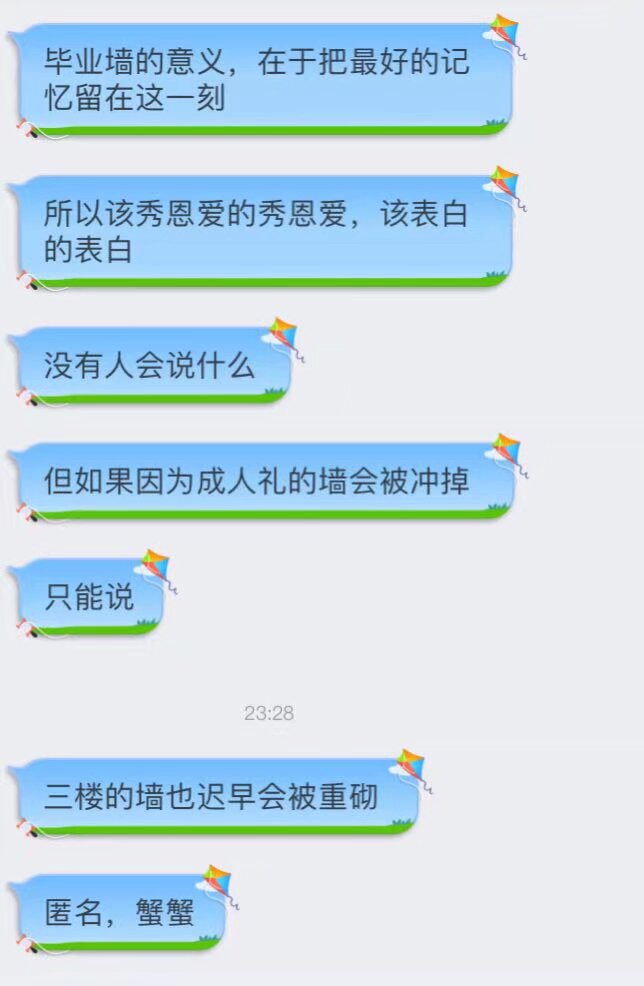 毕业墙的意义，在于把最好的记
忆留在这一刻
所以该秀恩爱的秀恩爱，该表白
的表白
没有人会说什么
但如果因为成人礼的墙会被冲掉
只能说
23:28
三楼的墙也迟早会被重砌
匿名，蟹蟹